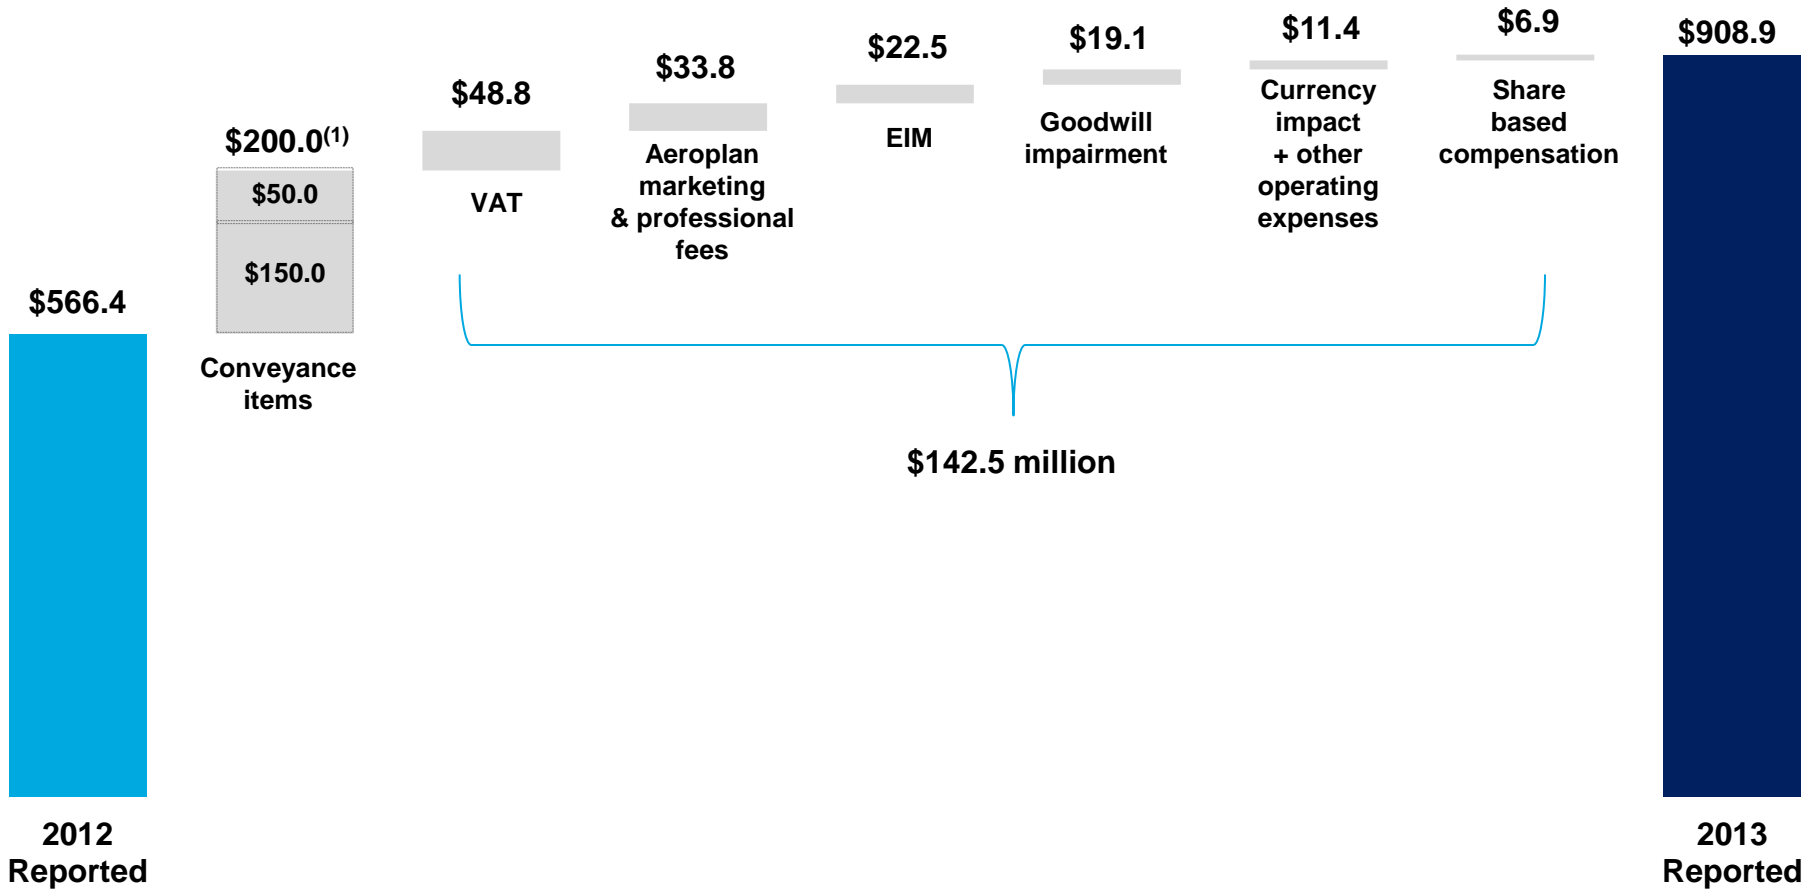 $566.4
2012
Reported
$200.0(1)
$50.0
$150.0
Conveyance
items
$48.8
VAT
$33.8
Aeroplan
marketing
& professional
fees
$22.5
EIM
$19.1
Goodwill
impairment
$11.4
Currency
impact
+ other
operating
expenses
$6.9
Share
based
compensation
$142.5 million
$908.9
2013
Reported